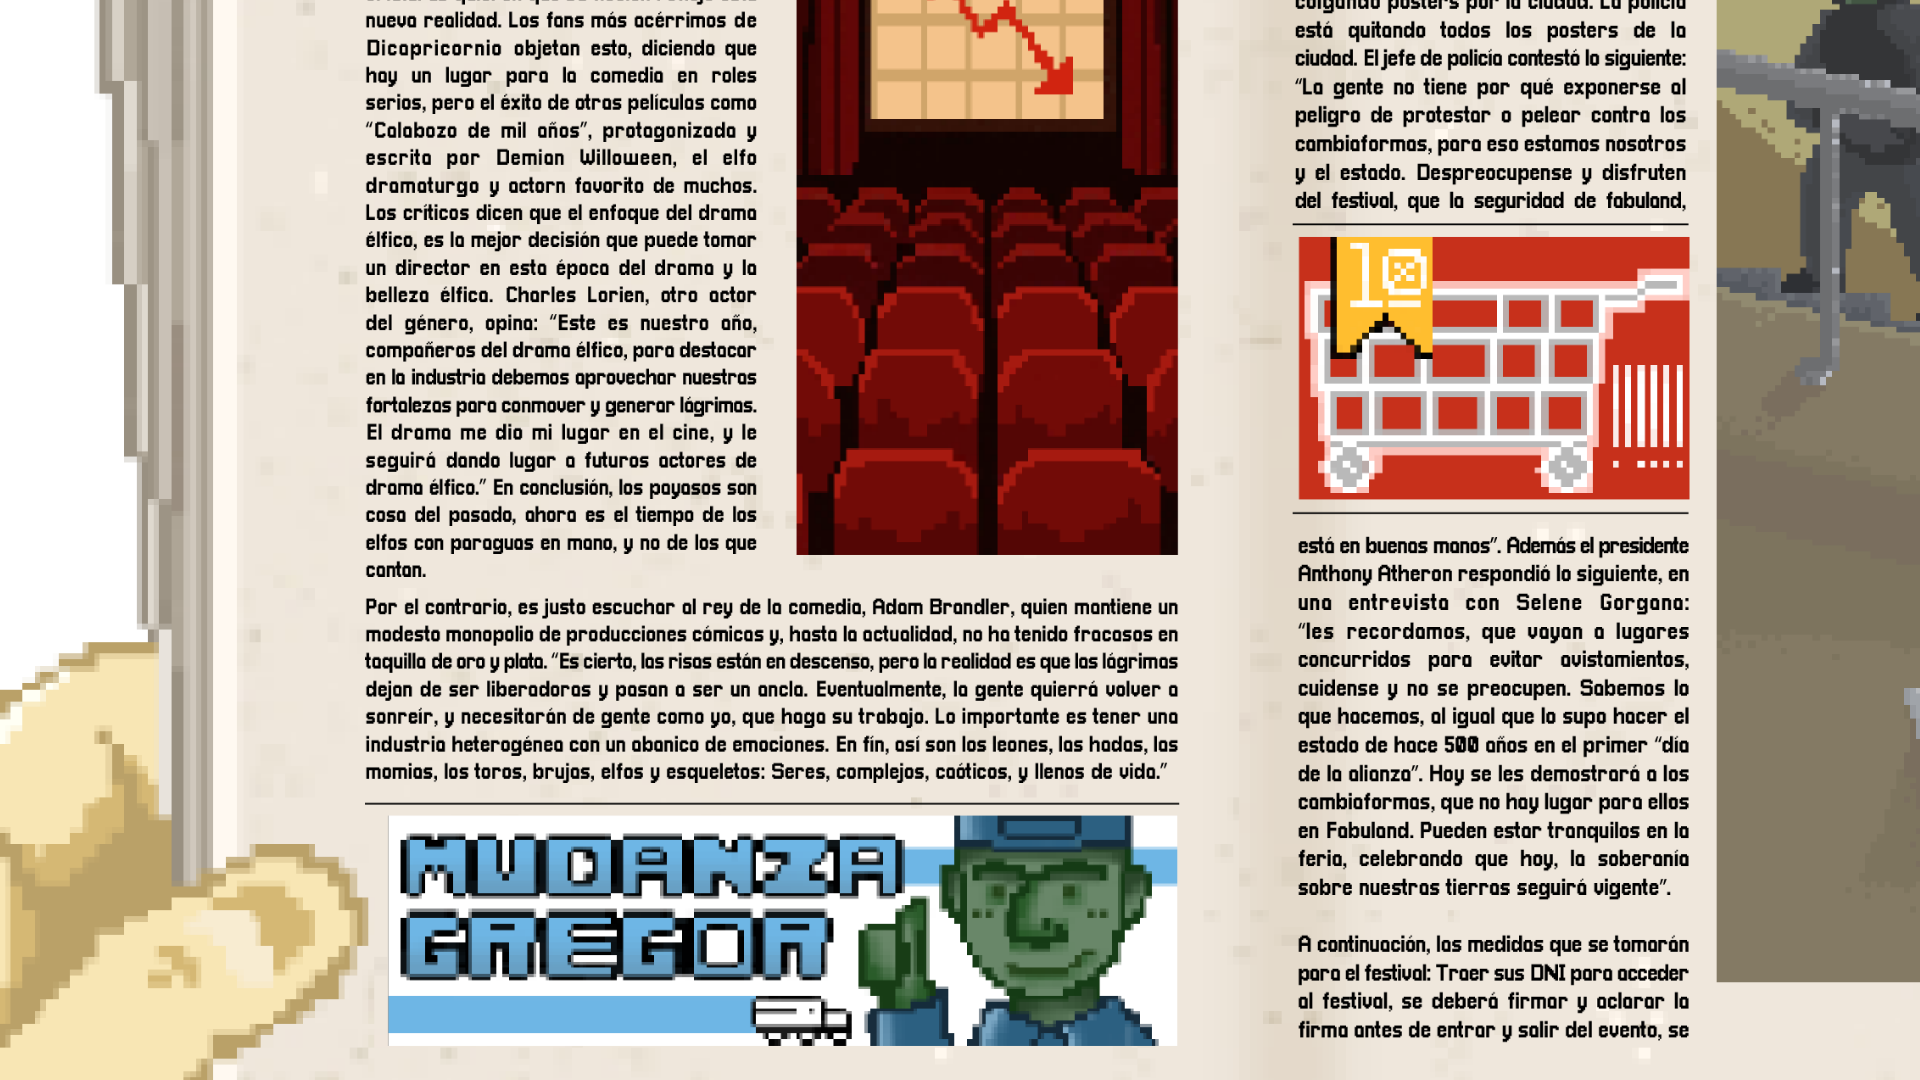 nueva realidad. Los fans más acérrimos de
Dicapricornio objetan esto, diciendo que
hay un lugar para la comedia en roles
serios, pero el éxito de otras películas como
“Calabozo de mil años”, protagonizada y
escrita por Demian Willoween, el elfo
dramaturgo y actorn favorito de muchos.
Los críticos dicen que el enfoque del drama
élfico, es la mejor decisión que puede tomar
un director en esta época del drama y la
belleza élfica. Charles Lorien, otro actor
del género, opina: “Este es nuestro año,
compañeros del drama élfico, para destacar
en la industria debemos aprovechar nuestras
fortalezas para conmover y generar lágrimas.
El drama me dio mi lugar en el cine, y le
seguirá dando lugar a futuros actores de
drama élfico.” En conclusión, los payasos son
cosa del pasado, ahora es el tiempo de los
elfos con paraguas en mano, y no de los que
cantan.
Por el contrario, es justo escuchar al rey de la comedia, Adam Brandler, quien mantiene un
modesto monopolio de producciones cómicas y, hasta la actualidad, no ha tenido fracasos en
taquilla de oro y plata. “Es cierto, las risas están en descenso, pero la realidad es que las lágrimas
dejan de ser liberadoras y pasan a ser un ancla. Eventualmente, la gente quierrá volver a
sonreír, y necesitarán de gente como yo, que haga su trabajo. Lo importante es tener una
industria heterogénea con un abanico de emociones. En fín, así son los leones, las hadas, las
momias, los toros, brujas, elfos y esqueletos: Seres, complejos, caóticos, y llenos de vida.”
MUDANZA
GREGOR
colgando posters por la ciudad. La policía
está quitando todos los posters de la
ciudad. El jefe de policía contestó lo siguiente:
“La gente no tiene por qué exponerse al
peligro de protestar o pelear contra los
cambiaformas, para eso estamos nosotros
y el estado. Despreocupense y disfruten
del festival, que la seguridad de fabuland,
10
está en buenas manos”. Además el presidente
Anthony Atheron respondió lo siguiente, en
una entrevista con Selene Gorgana:
“les recordamos, que vayan a lugares
concurridos para evitar avistamientos,
cuidense y no se preocupen. Sabemos lo
que hacemos, al igual que lo supo hacer el
estado de hace 500 años en el primer “día
de la alianza”. Hoy se les demostrará a los
cambiaformas, que no hay lugar para ellos
en Fabuland. Pueden estar tranquilos en la
feria, celebrando que hoy, la soberanía
sobre nuestras tierras seguirá vigente”.
A continuación, las medidas que se tomarán
para el festival: Traer sus DNI para acceder
al festival, se deberá firmar y aclarar la
firma antes de entrar y salir del evento, se